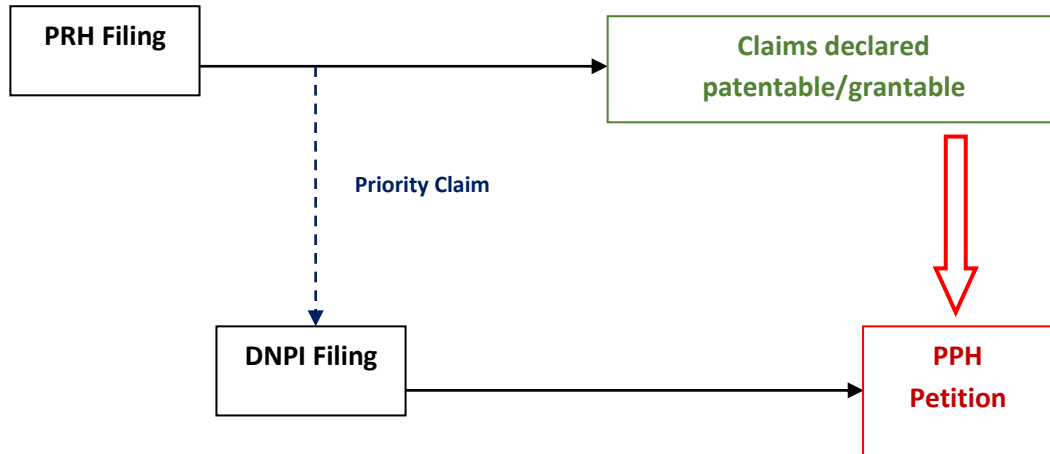 PRH Filing
Claims declared
patentable/grantable
Priority Claim
DNPI Filing
PPH
Petition